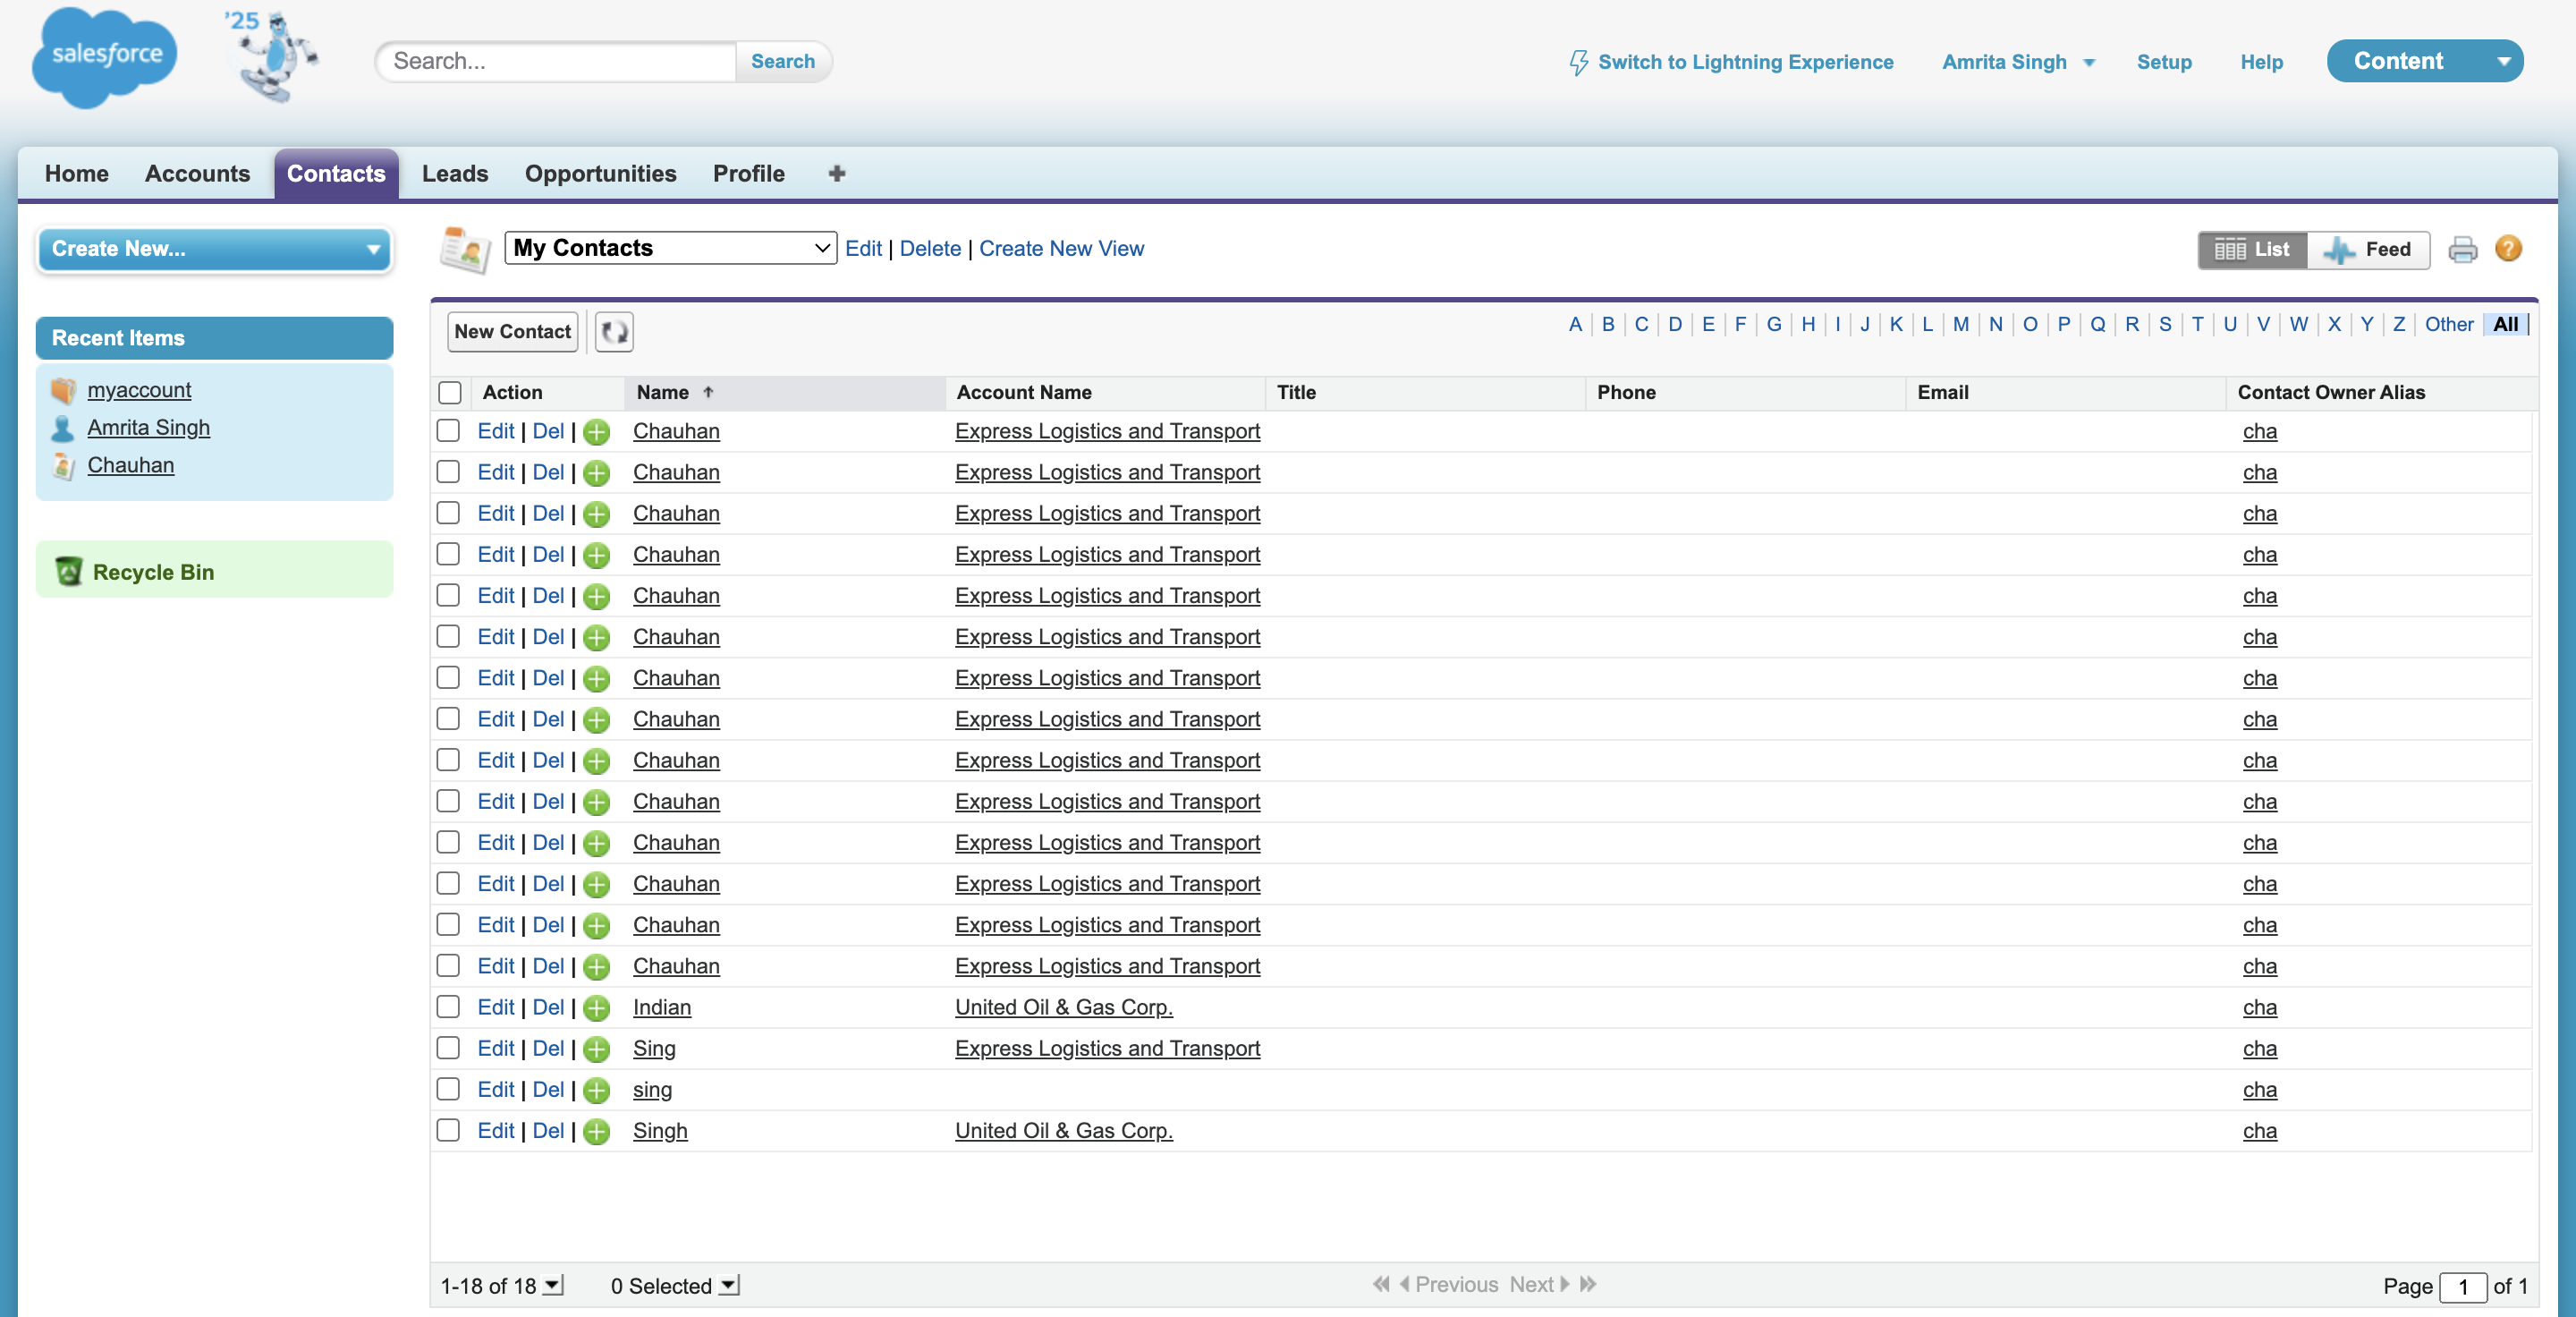 salesforce
'25
Search...
Search
Switch to Lightning Experience
Amrita Singh
Setup
Help
Content
Home
Accounts
Contacts
Leads
Opportunities
Profile
Create New...
Recent Items
myaccount
Amrita Singh
Chauhan
Recycle Bin
My Contacts
Edit | Delete | Create New View
List
Feed
New Contact
A | B | C | D | E | F | G | H | I | J | K | L | M | N | O | P | Q | R | S | T | U | V | W | X | Y | Z | Other | All
Action Name Account Name Title Phone Email Contact Owner Alias
Edit | Del | Chauhan Express Logistics and Transport cha
Edit | Del | Chauhan Express Logistics and Transport cha
Edit | Del | Chauhan Express Logistics and Transport cha
Edit | Del | Chauhan Express Logistics and Transport cha
Edit | Del | Chauhan Express Logistics and Transport cha
Edit | Del | Chauhan Express Logistics and Transport cha
Edit | Del | Chauhan Express Logistics and Transport cha
Edit | Del | Chauhan Express Logistics and Transport cha
Edit | Del | Chauhan Express Logistics and Transport cha
Edit | Del | Chauhan Express Logistics and Transport cha
Edit | Del | Chauhan Express Logistics and Transport cha
Edit | Del | Chauhan Express Logistics and Transport cha
Edit | Del | Chauhan Express Logistics and Transport cha
Edit | Del | Chauhan Express Logistics and Transport cha
Edit | Del | Indian United Oil & Gas Corp. cha
Edit | Del | Sing Express Logistics and Transport cha
Edit | Del | sing cha
Edit | Del | Singh United Oil & Gas Corp. cha
1-18 of 18
0 Selected
Previous Next
Page 1 of 1